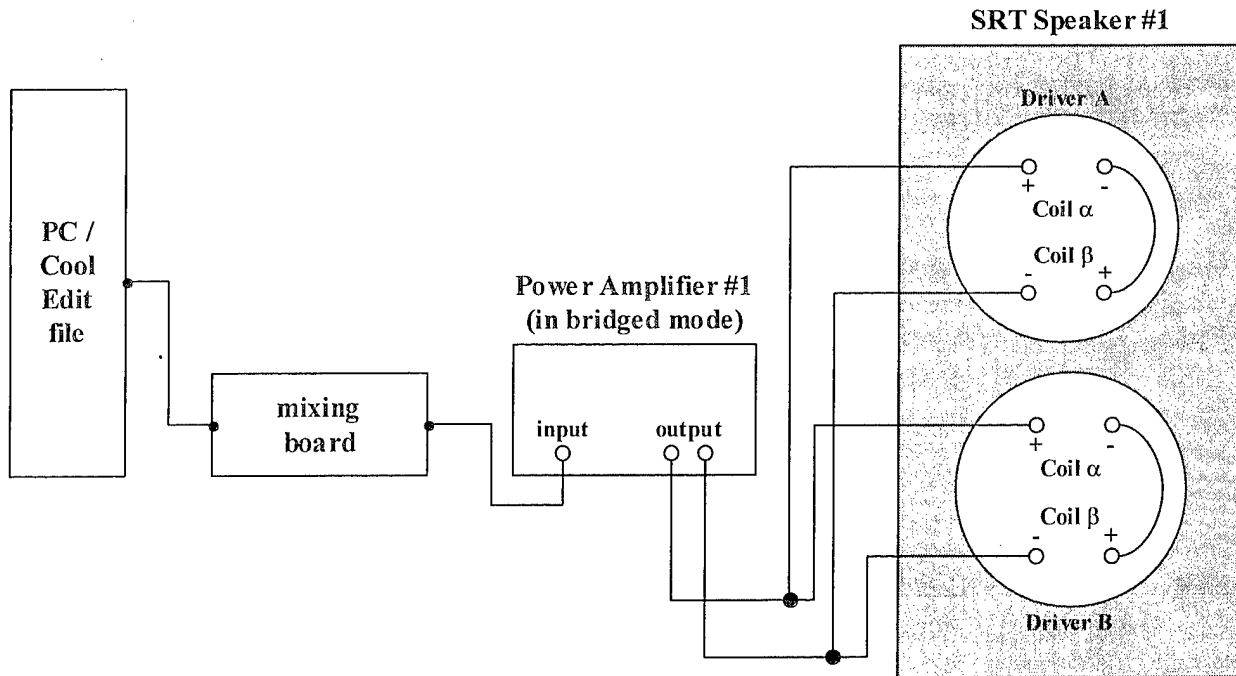 SRT Speaker #1
PC /
Cool
Edit
file
mixing
board
Power Amplifier #1
(in bridged mode)
input
output
Driver A
+
-
Coil α
Coil β
-
+
+
-
Coil α
Coil β
-
+
Driver B